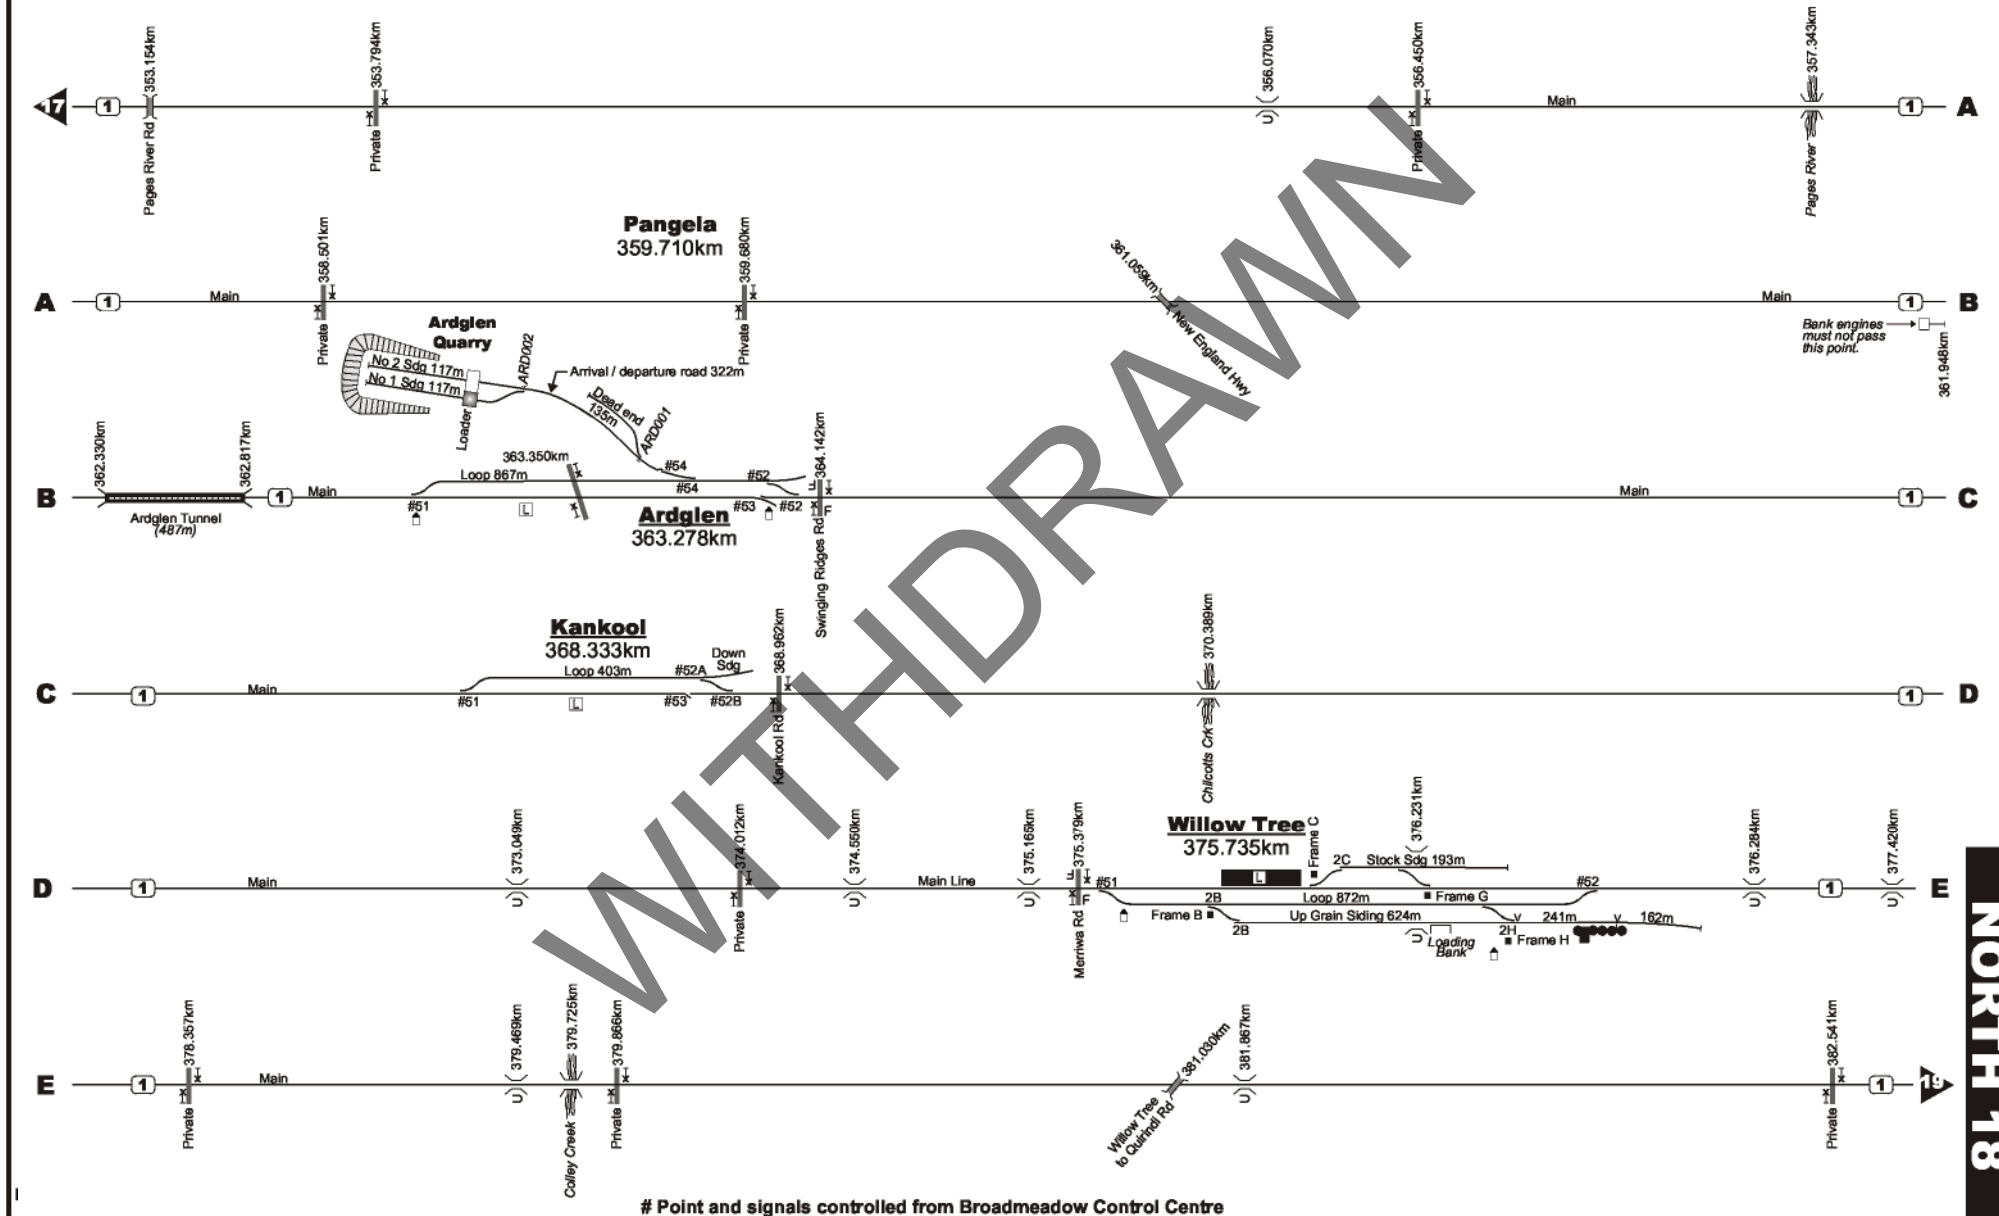 17
1
353.154km
Pages River Rd
353.794km
Private
356.070km
U
356.450km
Private
Main
357.343km
Pages River
1
A
A
1
Main
358.501km
Private
Pangela
359.710km
359.680km
Private
361.059km
New England Hwy
Main
1
B
Bank engines
must not pass
this point.
361.948km
Ardglen
Quarry
No 2 Sdg 117m
No 1 Sdg 117m
Loader
ARD002
Arrival / departure road 322m
Dead end
135m
ARD001
B
362.330km
362.817km
Ardglen Tunnel
(487m)
1
Main
#51
Loop 867m
L
363.350km
#54
#54
Ardglen
363.278km
#52
#53
#52
364.142km
F
F
Swinging Ridges Rd
Main
1
C
C
1
Main
Kankool
368.333km
Loop 403m
#51
L
#52A
Down
Sdg
#53
#52B
368.962km
Kankool Rd
370.389km
Chilcotts Crk
1
D
D
1
Main
373.049km
U
374.012km
Private
374.550km
U
Main Line
375.165km
U
375.379km
F
F
Merriwa Rd
#51
Willow Tree
375.735km
L
Frame C
2C
Stock Sdg 193m
376.231km
Frame G
#52
2B
Loop 872m
Frame B
2B
Up Grain Siding 624m
U
Loading
Bank
V
2H
Frame H
241m
V
162m
376.284km
U
1
377.420km
U
E
E
1
378.357km
Private
Main
379.469km
U
379.725km
Colley Creek
379.866km
Private
381.030km
Willow Tree
to Quirindi Rd
381.867km
U
382.541km
Private
1
19
NORTH 18
WITHDRAWN
# Point and signals controlled from Broadmeadow Control Centre